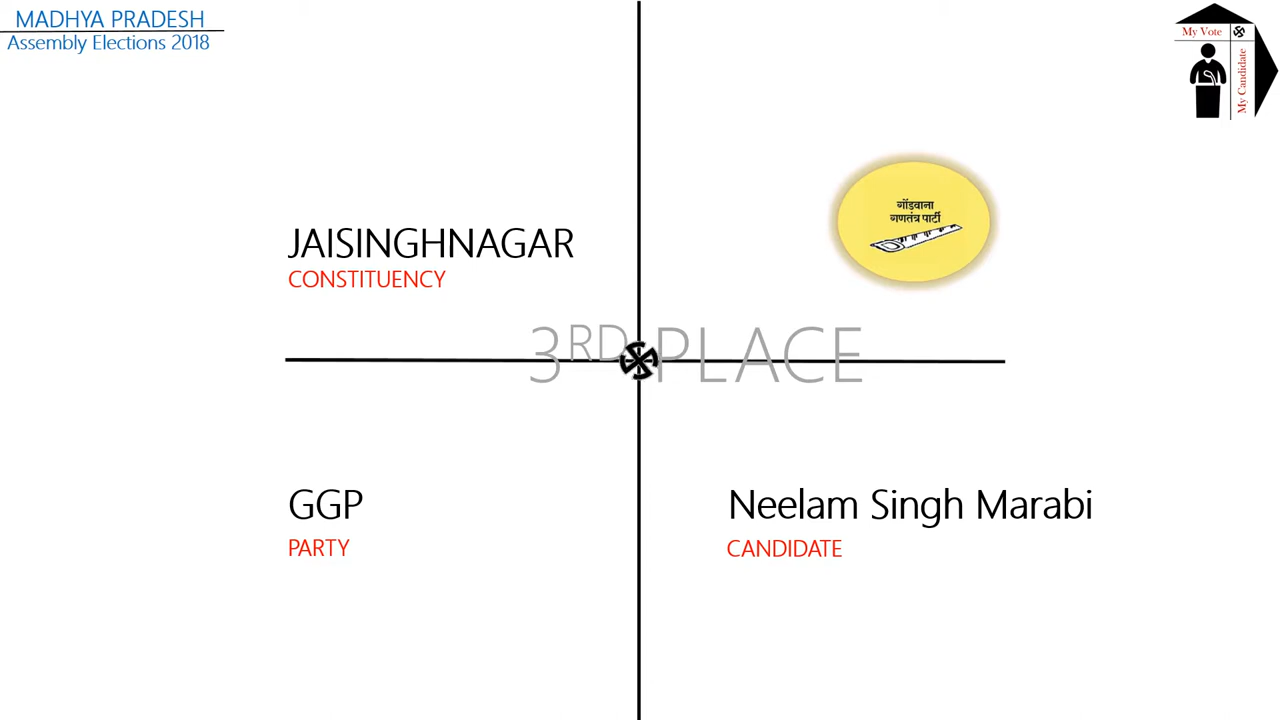 MADHYA PRADESH
Assembly Elections 2018
My Vote
My Candidate
गोंडवाना
गणतंत्र पार्टी
JAISINGHNAGAR
CONSTITUENCY
3RD PLACE
GGP
PARTY
Neelam Singh Marabi
CANDIDATE